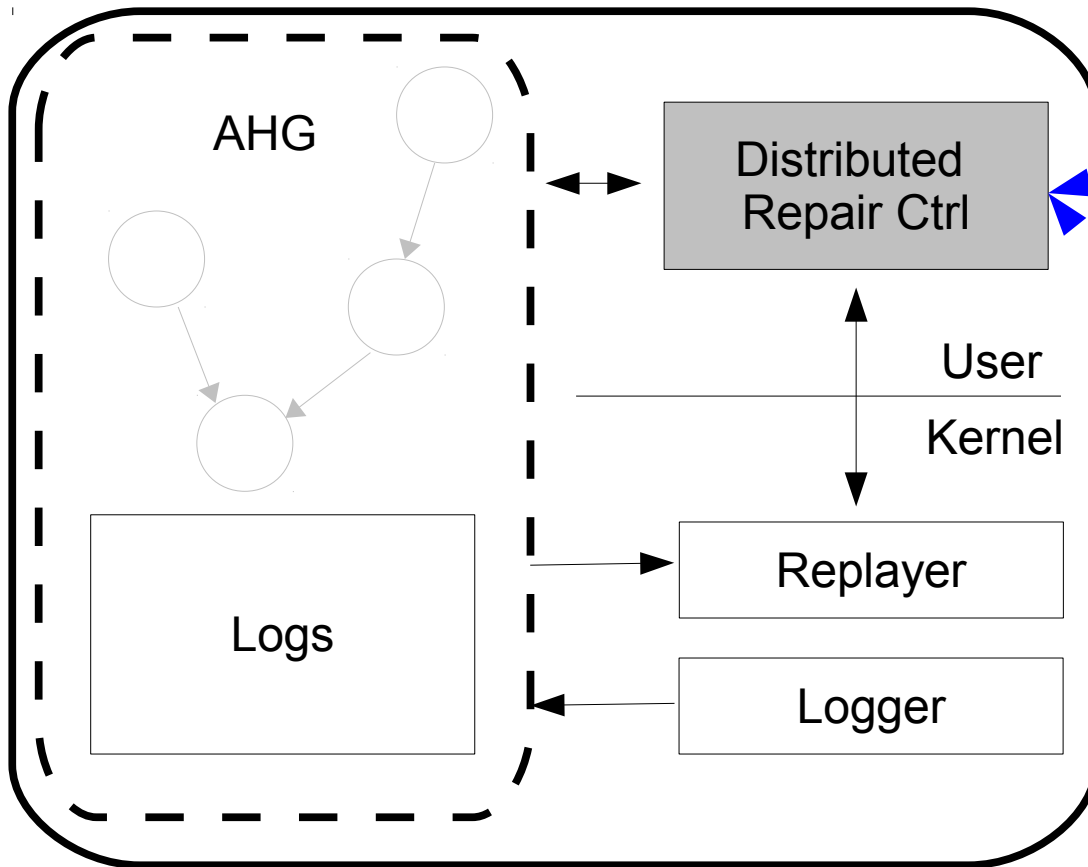 AHG
Distributed
Repair Ctrl
User
Kernel
Replayer
Logs
Logger